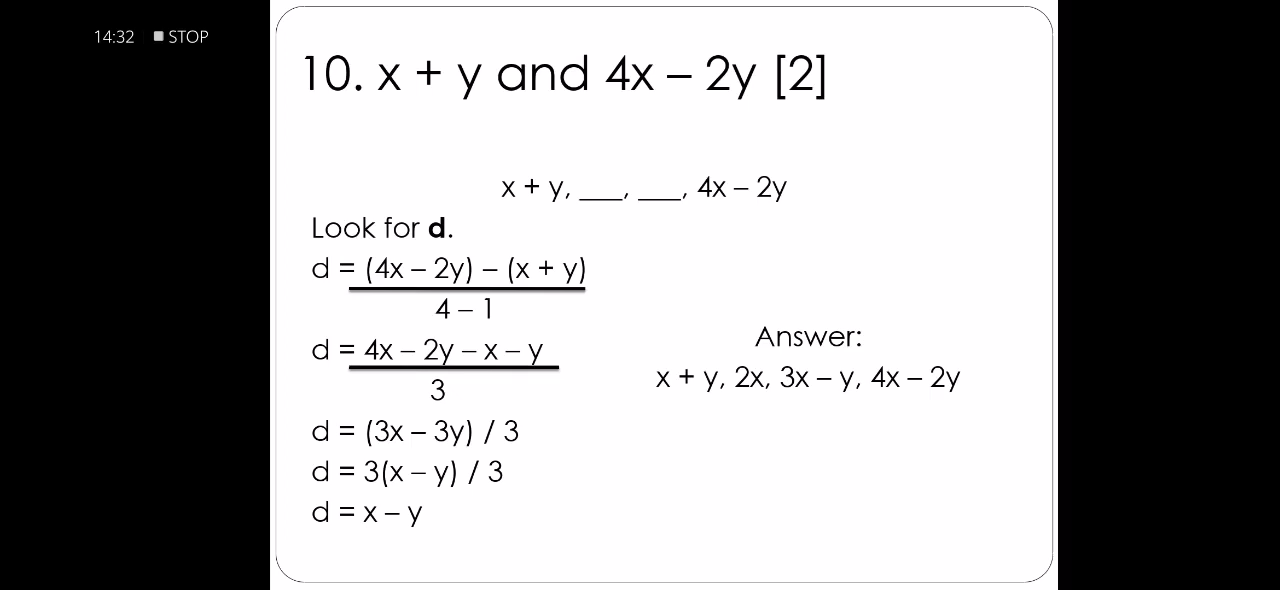 14:32 STOP
10. x + y and 4x – 2y [2]
x + y, ___, ___, 4x – 2y
Look for d.
d = (4x – 2y) – (x + y)
4 – 1
d = 4x – 2y – x – y
3
d = (3x – 3y) / 3
d = 3(x – y) / 3
d = x – y
Answer:
x + y, 2x, 3x – y, 4x – 2y